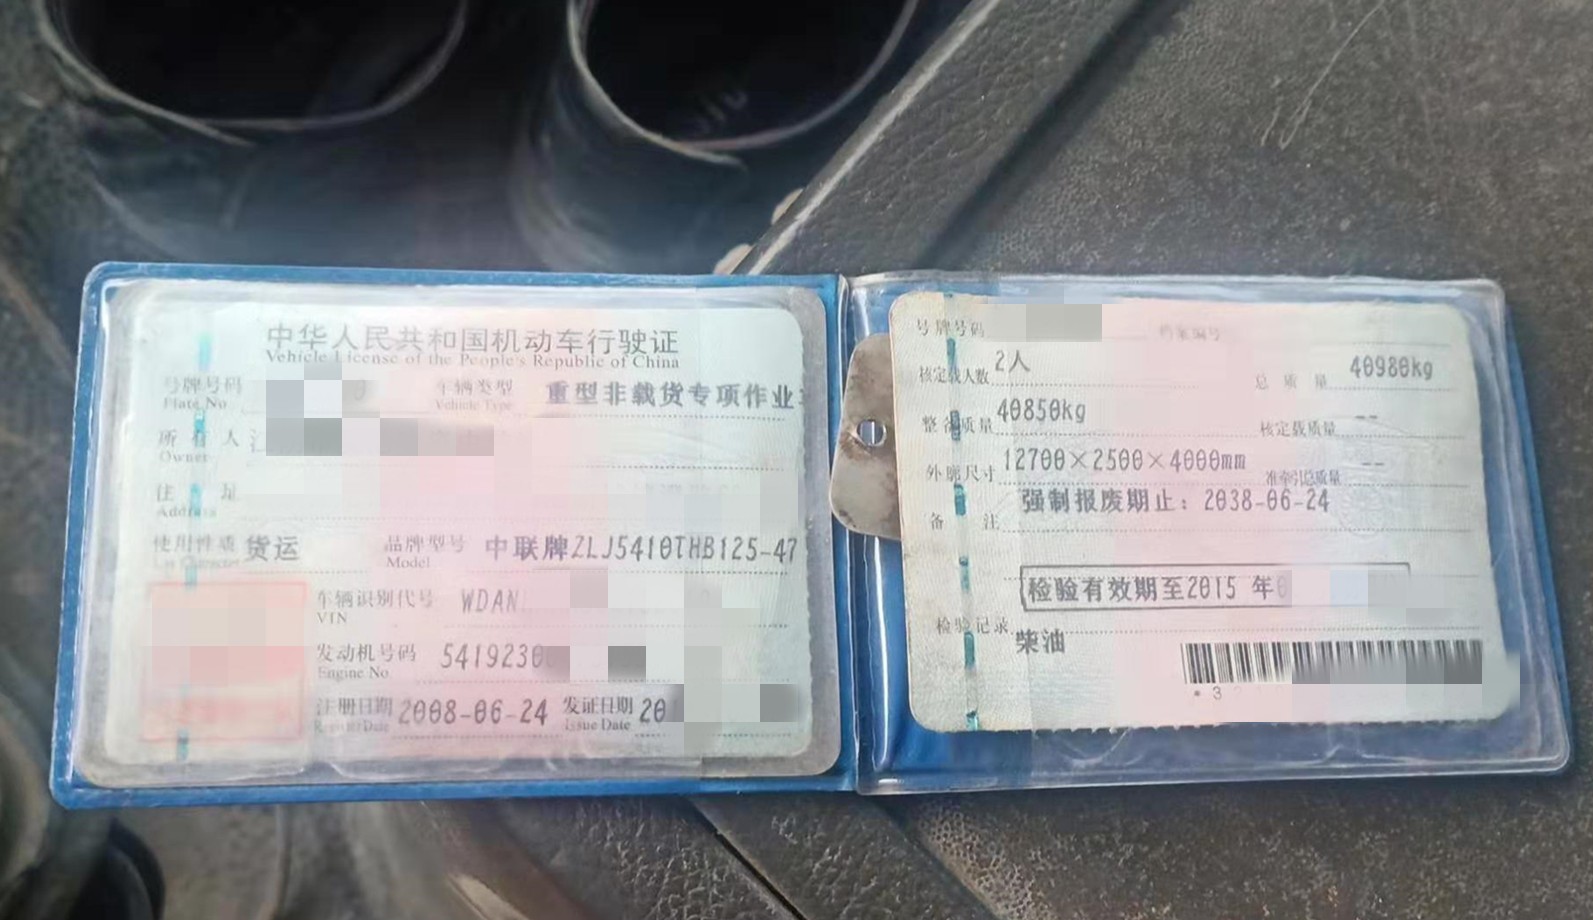 中华人民共和国机动车行驶证
Vehicle License of the People's Republic of China
号牌号码 车辆类型 重型非载货专项作业
Plate No Vehicle Type
所有人
Owner
住址
Address
使用性质 货运 品牌型号 中联牌ZLJ5410THB125-47
Use Character Model
车辆识别代号 WDAN
VIN
发动机号码 5419230
Engine No
注册日期 2008-06-24 发证日期 20
Register Date Issue Date
号牌号码 档案编号
核定载人数 2人 总质量 40980kg
整备质量 40850kg 核定载质量 --
外廓尺寸 12700×2500×4000mm 准牵引总质量 --
备注 强制报废期止：2038-06-24
检验有效期至2015 年0
检验记录 柴油
*3